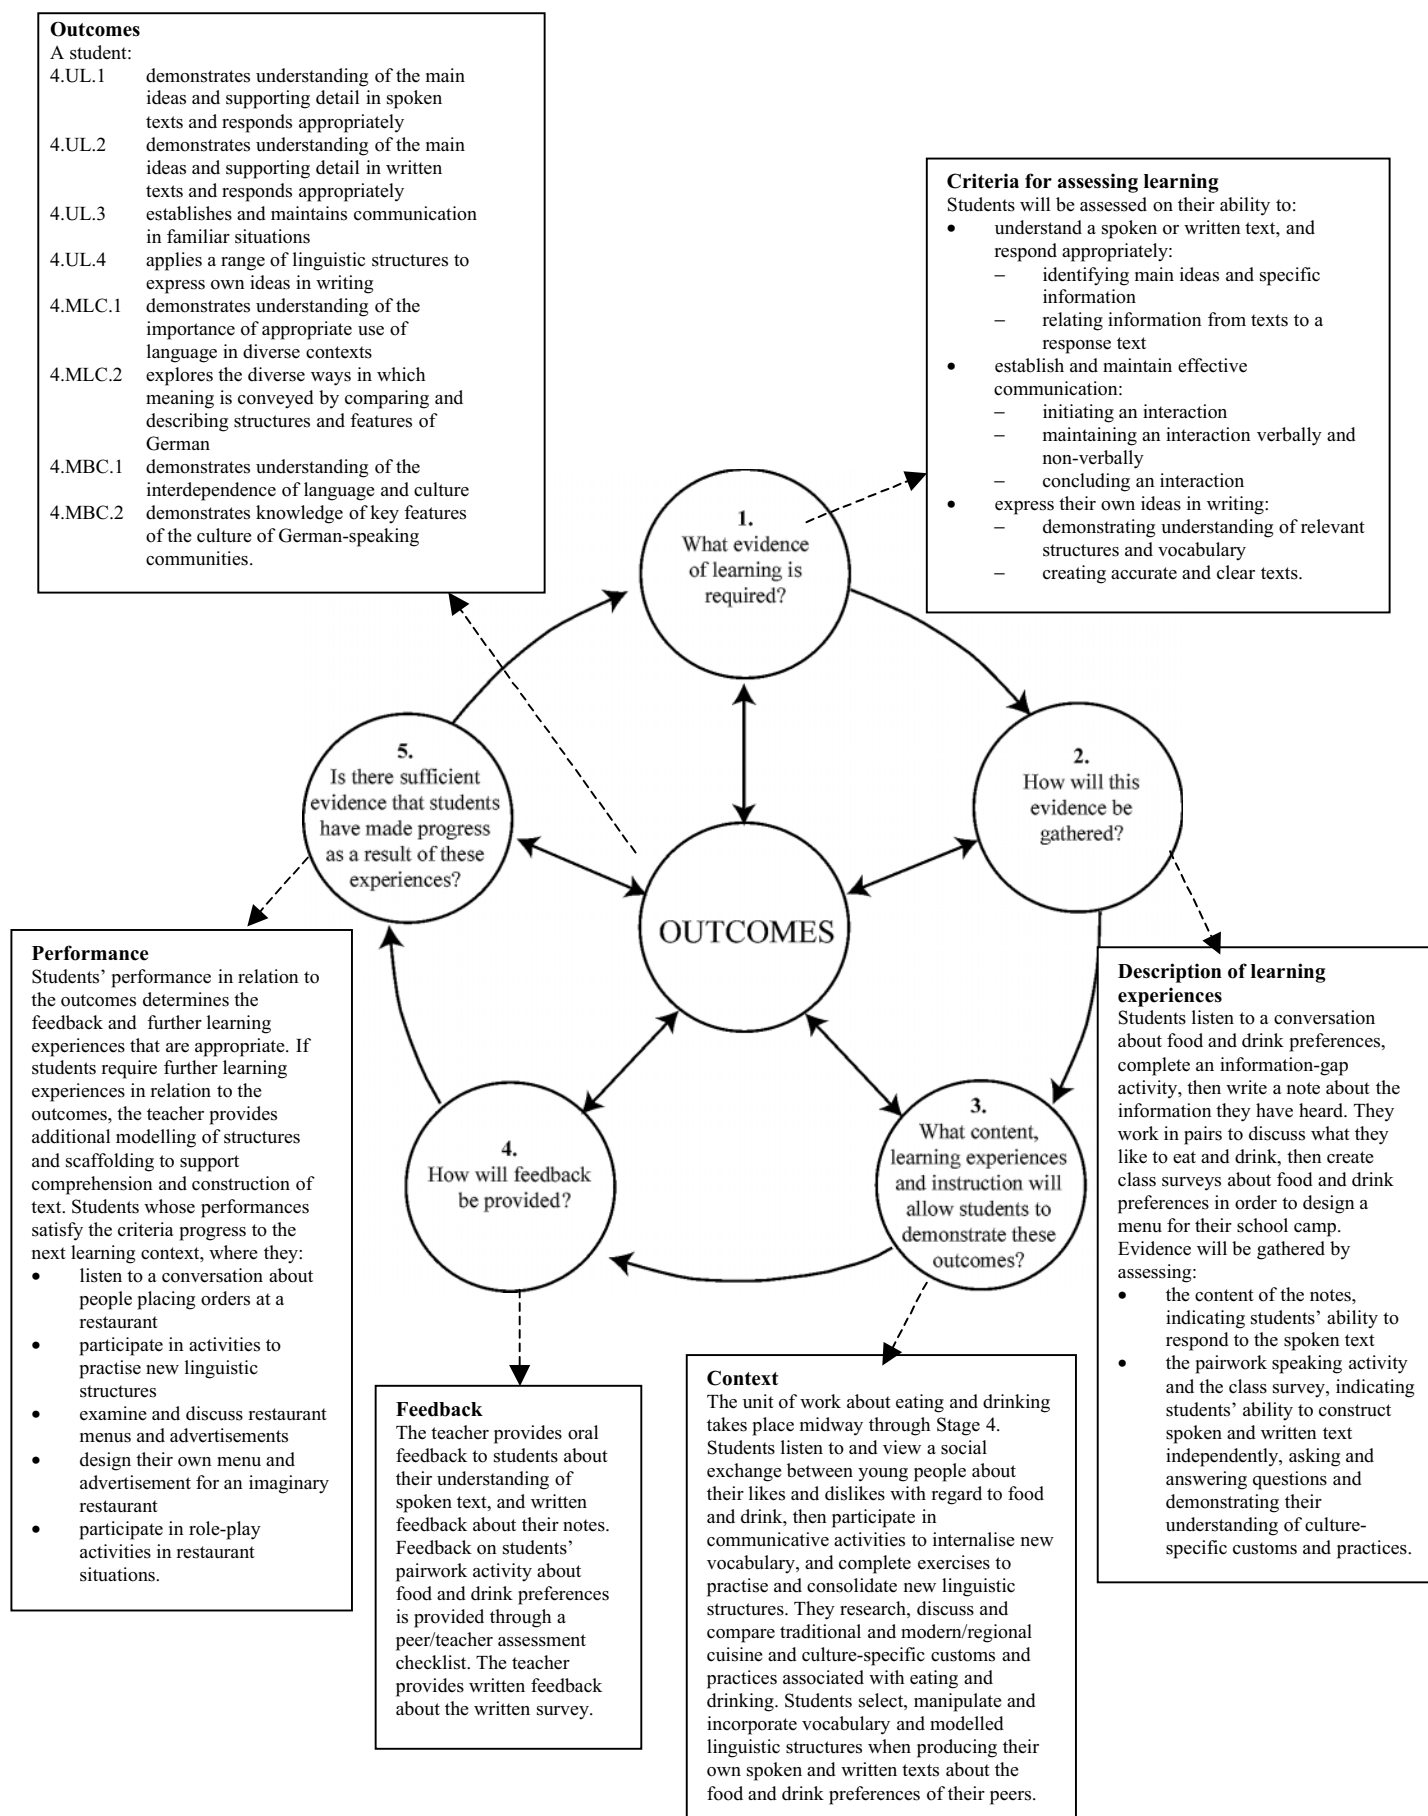 Outcomes
A student:
4.UL.1 demonstrates understanding of the main
ideas and supporting detail in spoken
texts and responds appropriately
4.UL.2 demonstrates understanding of the main
ideas and supporting detail in written
texts and responds appropriately
4.UL.3 establishes and maintains communication
in familiar situations
4.UL.4 applies a range of linguistic structures to
express own ideas in writing
4.MLC.1 demonstrates understanding of the
importance of appropriate use of
language in diverse contexts
4.MLC.2 explores the diverse ways in which
meaning is conveyed by comparing and
describing structures and features of
German
4.MBC.1 demonstrates understanding of the
interdependence of language and culture
4.MBC.2 demonstrates knowledge of key features
of the culture of German-speaking
communities.
Criteria for assessing learning
Students will be assessed on their ability to:
• understand a spoken or written text, and
respond appropriately:
– identifying main ideas and specific
information
– relating information from texts to a
response text
• establish and maintain effective
communication:
– initiating an interaction
– maintaining an interaction verbally and
non-verbally
– concluding an interaction
• express their own ideas in writing:
– demonstrating understanding of relevant
structures and vocabulary
– creating accurate and clear texts.
1.
What evidence
of learning is
required?
2.
How will this
evidence be
gathered?
5.
Is there sufficient
evidence that students
have made progress
as a result of these
experiences?
OUTCOMES
3.
What content,
learning experiences
and instruction will
allow students to
demonstrate these
outcomes?
4.
How will feedback
be provided?
Performance
Students' performance in relation to
the outcomes determines the
feedback and further learning
experiences that are appropriate. If
students require further learning
experiences in relation to the
outcomes, the teacher provides
additional modelling of structures
and scaffolding to support
comprehension and construction of
text. Students whose performances
satisfy the criteria progress to the
next learning context, where they:
• listen to a conversation about
people placing orders at a
restaurant
• participate in activities to
practise new linguistic
structures
• examine and discuss restaurant
menus and advertisements
• design their own menu and
advertisement for an imaginary
restaurant
• participate in role-play
activities in restaurant
situations.
Feedback
The teacher provides oral
feedback to students about
their understanding of
spoken text, and written
feedback about their notes.
Feedback on students'
pairwork activity about
food and drink preferences
is provided through a
peer/teacher assessment
checklist. The teacher
provides written feedback
about the written survey.
Context
The unit of work about eating and drinking
takes place midway through Stage 4.
Students listen to and view a social
exchange between young people about
their likes and dislikes with regard to food
and drink, then participate in
communicative activities to internalise new
vocabulary, and complete exercises to
practise and consolidate new linguistic
structures. They research, discuss and
compare traditional and modern/regional
cuisine and culture-specific customs and
practices associated with eating and
drinking. Students select, manipulate and
incorporate vocabulary and modelled
linguistic structures when producing their
own spoken and written texts about the
food and drink preferences of their peers.
Description of learning
experiences
Students listen to a conversation
about food and drink preferences,
complete an information-gap
activity, then write a note about the
information they have heard. They
work in pairs to discuss what they
like to eat and drink, then create
class surveys about food and drink
preferences in order to design a
menu for their school camp.
Evidence will be gathered by
assessing:
• the content of the notes,
indicating students' ability to
respond to the spoken text
• the pairwork speaking activity
and the class survey, indicating
students' ability to construct
spoken and written text
independently, asking and
answering questions and
demonstrating their
understanding of culture-
specific customs and practices.